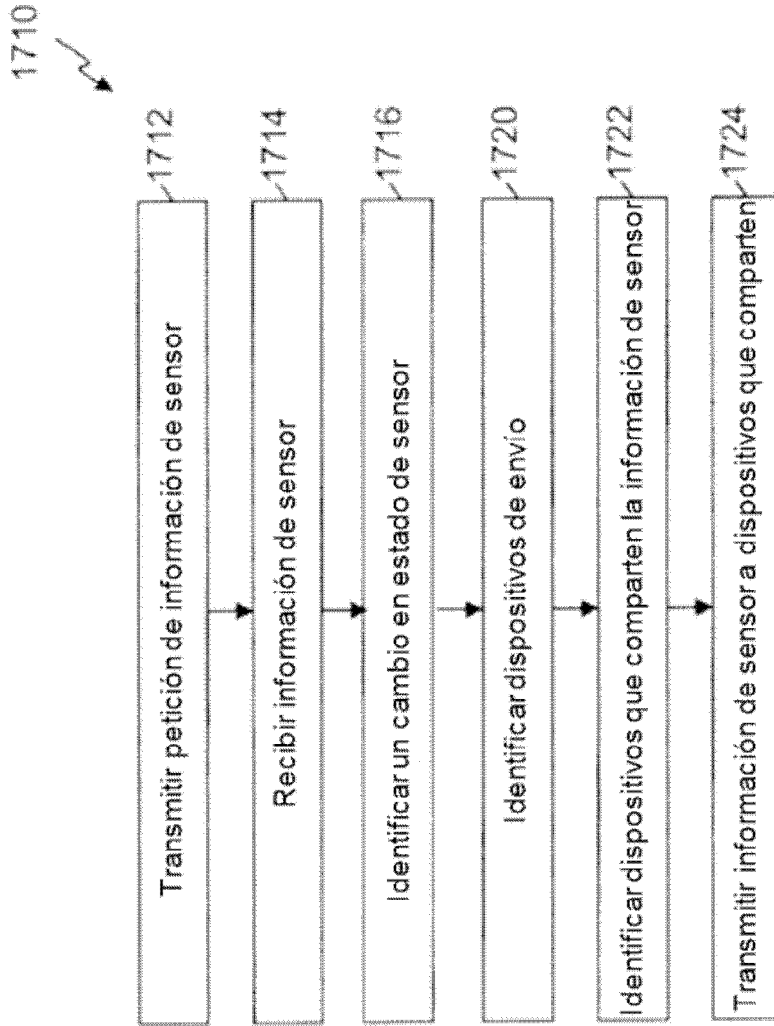 1710
Transmitir petición de información de sensor
1712
Recibir información de sensor
1714
Identificar un cambio en estado de sensor
1716
Identificar dispositivos de envío
1720
Identificar dispositivos que comparten la información de sensor
1722
Transmitir información de sensor a dispositivos que comparten
1724